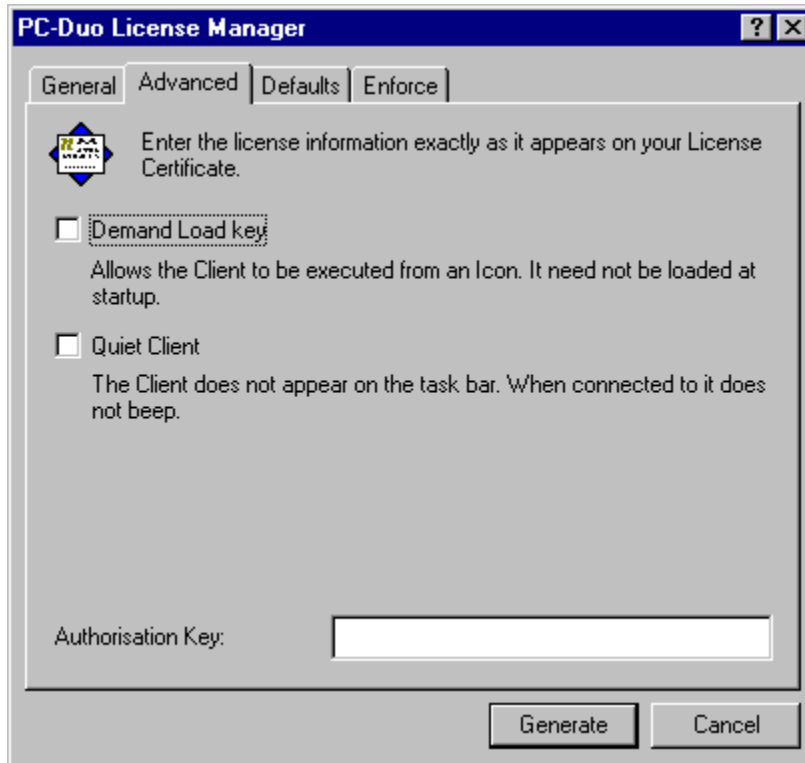 PC-Duo License Manager
General Advanced Defaults Enforce
Enter the license information exactly as it appears on your License
Certificate.
Demand Load key
Allows the Client to be executed from an Icon. It need not be loaded at
startup.
Quiet Client
The Client does not appear on the task bar. When connected to it does
not beep.
Authorisation Key:
Generate Cancel